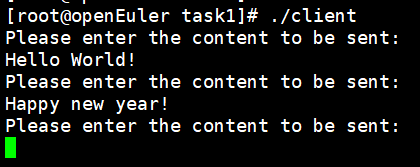 [root@openEuler task1]# ./client
Please enter the content to be sent:
Hello World!
Please enter the content to be sent:
Happy new year!
Please enter the content to be sent: